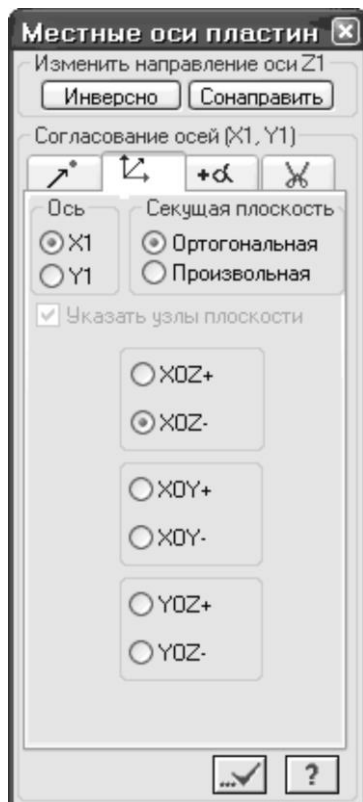 Местные оси пластин
Изменить направление оси Z1
Инверсно Сонаправить
Согласование осей (X1, Y1)
+α
Ось Секущая плоскость
X1 Ортогональная
Y1 Произвольная
Указать узлы плоскости
X0Z+
X0Z-
X0Y+
X0Y-
Y0Z+
Y0Z-
... ?